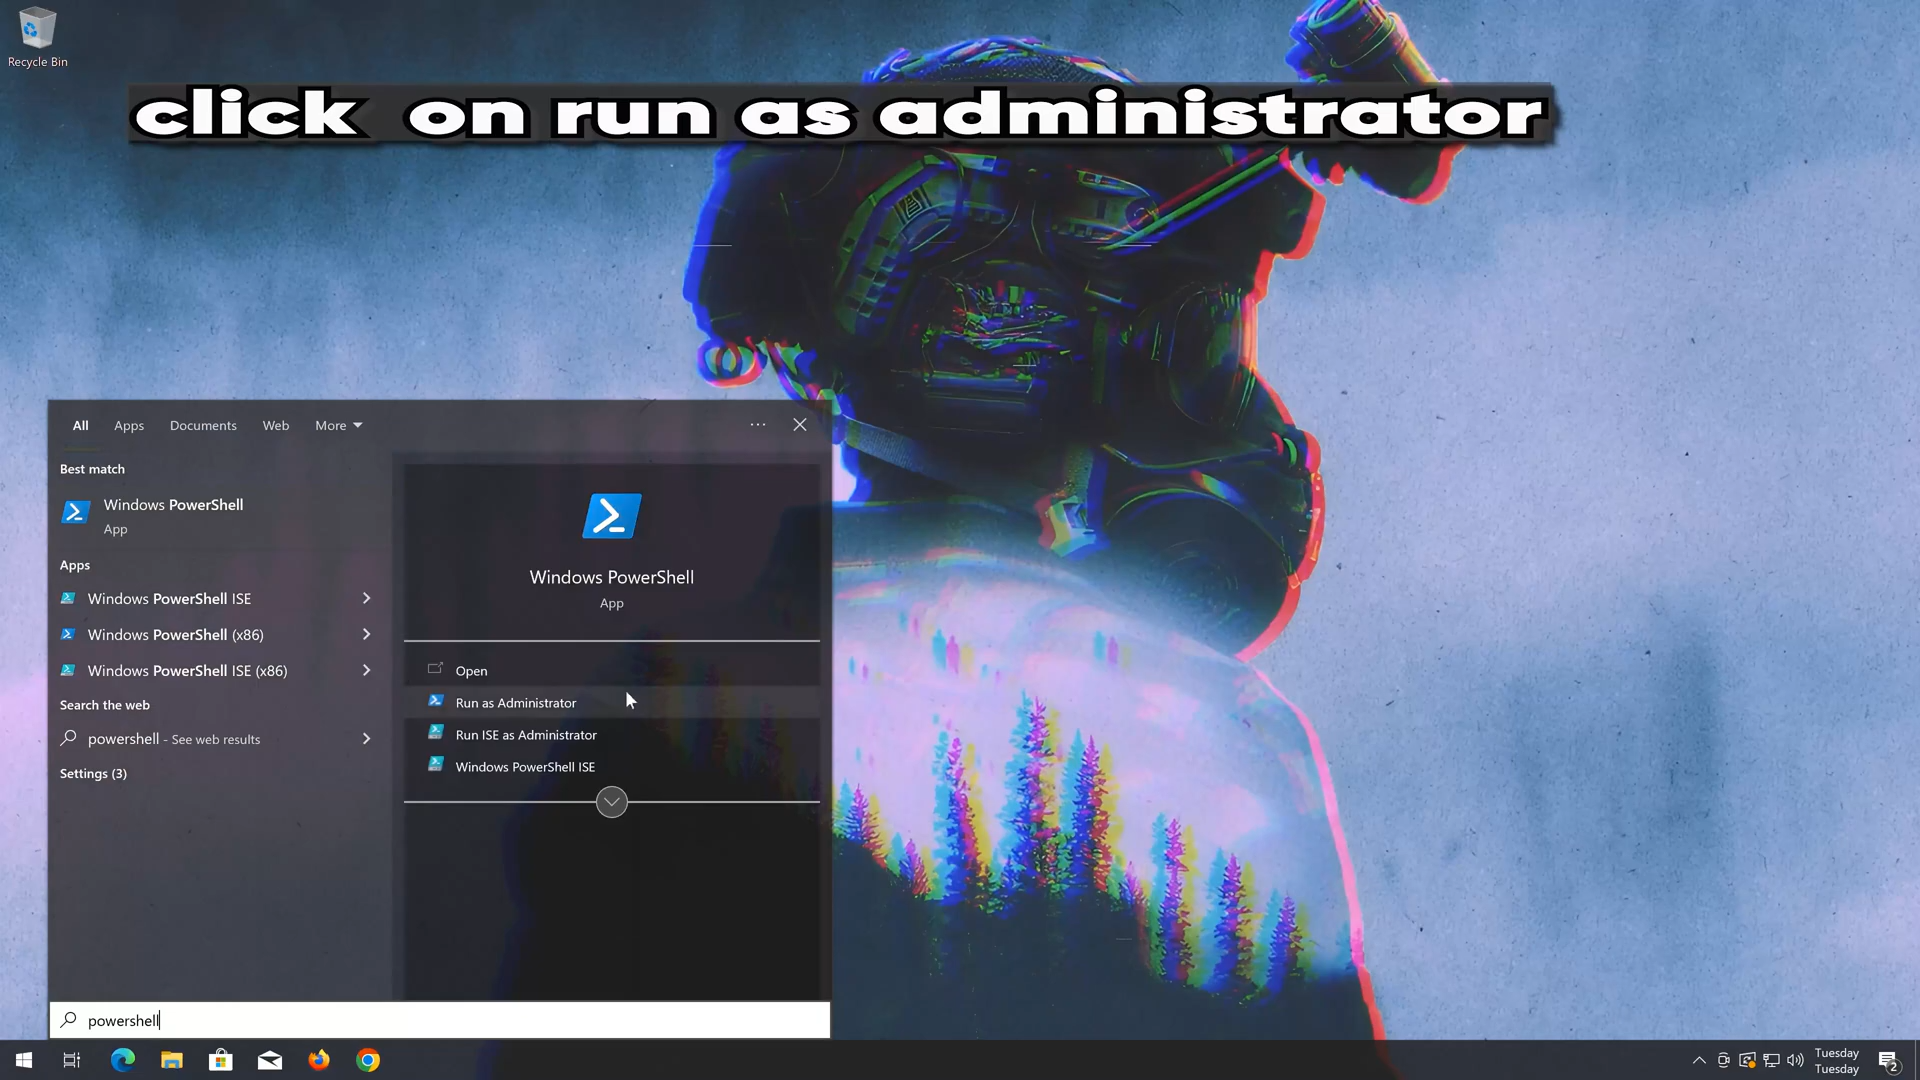 Recycle Bin
click on run as administrator
All Apps Documents Web More
Best match
Windows PowerShell
App
Apps
Windows PowerShell ISE
Windows PowerShell (x86)
Windows PowerShell ISE (x86)
Search the web
powershell - See web results
Settings (3)
Windows PowerShell
App
Open
Run as Administrator
Run ISE as Administrator
Windows PowerShell ISE
powershell
Tuesday
Tuesday
2